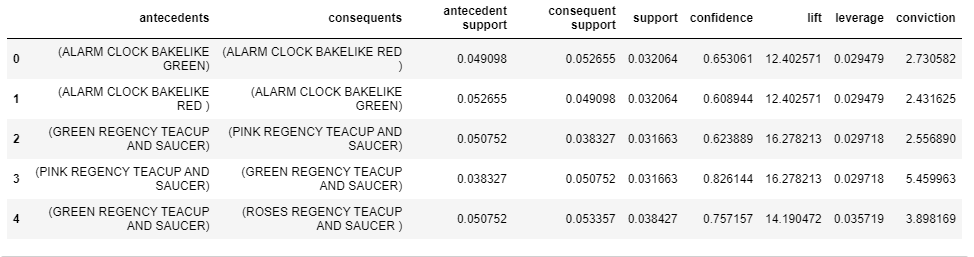 antecedents consequents antecedent support consequent support support confidence lift leverage conviction
0 (ALARM CLOCK BAKELIKE GREEN) (ALARM CLOCK BAKELIKE RED ) 0.049098 0.052655 0.032064 0.653061 12.402571 0.029479 2.730582
1 (ALARM CLOCK BAKELIKE RED ) (ALARM CLOCK BAKELIKE GREEN) 0.052655 0.049098 0.032064 0.608944 12.402571 0.029479 2.431625
2 (GREEN REGENCY TEACUP AND SAUCER) (PINK REGENCY TEACUP AND SAUCER) 0.050752 0.038327 0.031663 0.623889 16.278213 0.029718 2.556890
3 (PINK REGENCY TEACUP AND SAUCER) (GREEN REGENCY TEACUP AND SAUCER) 0.038327 0.050752 0.031663 0.826144 16.278213 0.029718 5.459963
4 (GREEN REGENCY TEACUP AND SAUCER) (ROSES REGENCY TEACUP AND SAUCER ) 0.050752 0.053357 0.038427 0.757157 14.190472 0.035719 3.898169